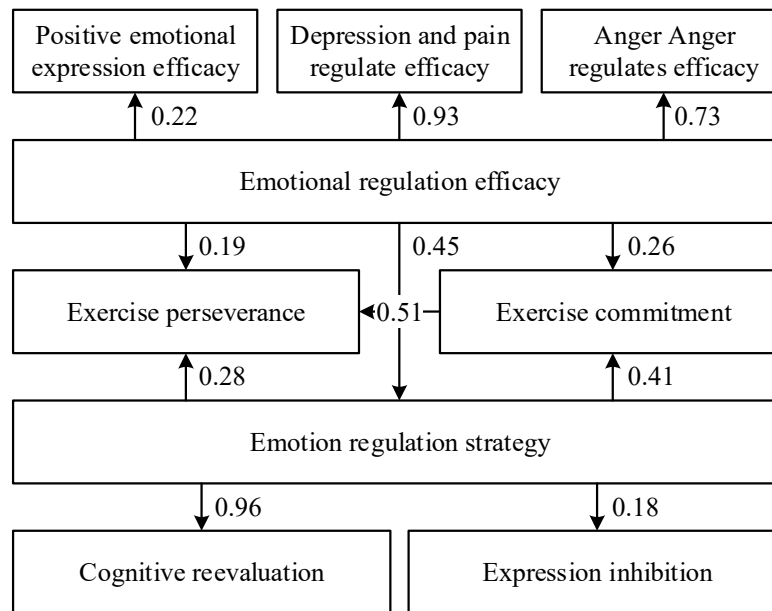 Positive emotional
expression efficacy
Depression and pain
regulate efficacy
Anger Anger
regulates efficacy
0.22
0.93
0.73
Emotional regulation efficacy
0.19
0.45
0.26
Exercise perseverance
0.51
Exercise commitment
0.28
0.41
Emotion regulation strategy
0.96
0.18
Cognitive reevaluation
Expression inhibition